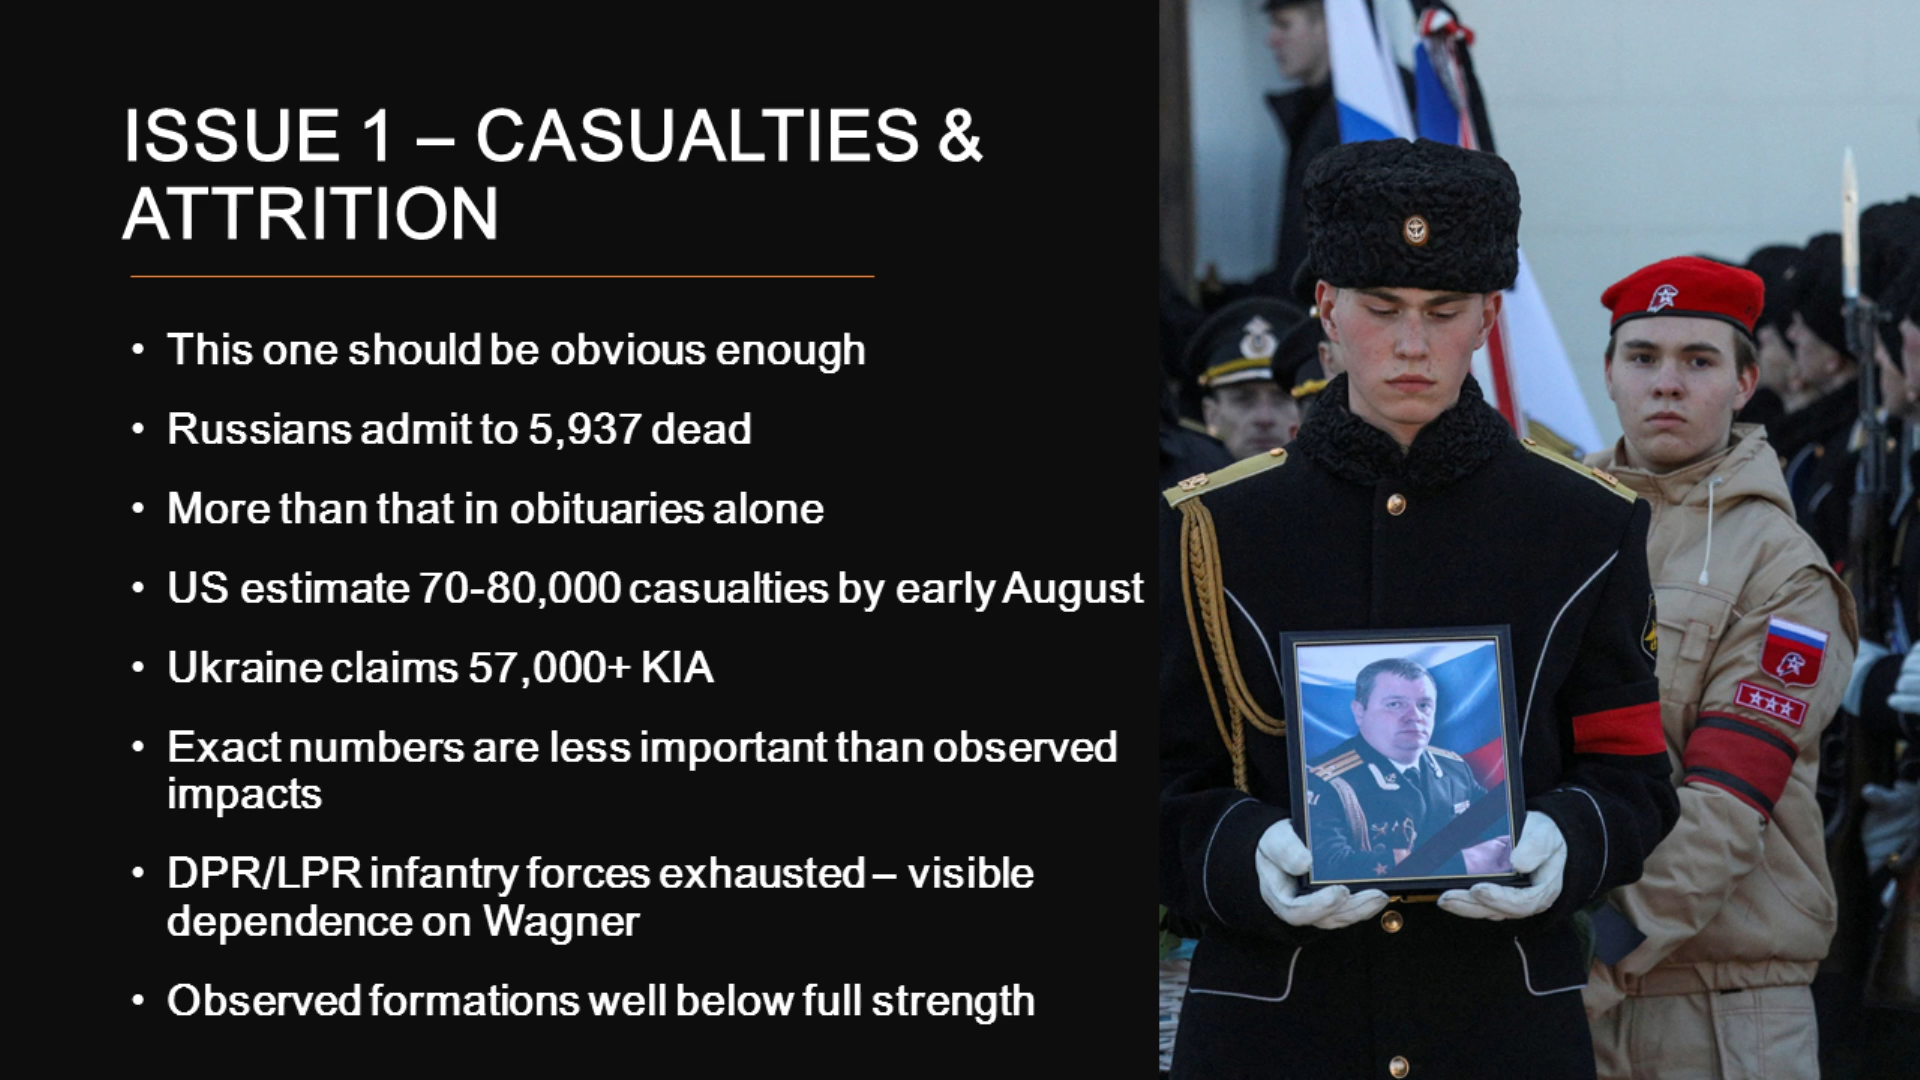 ISSUE 1 – CASUALTIES &
ATTRITION
• This one should be obvious enough
• Russians admit to 5,937 dead
• More than that in obituaries alone
• US estimate 70-80,000 casualties by early August
• Ukraine claims 57,000+ KIA
• Exact numbers are less important than observed
impacts
• DPR/LPR infantry forces exhausted – visible
dependence on Wagner
• Observed formations well below full strength